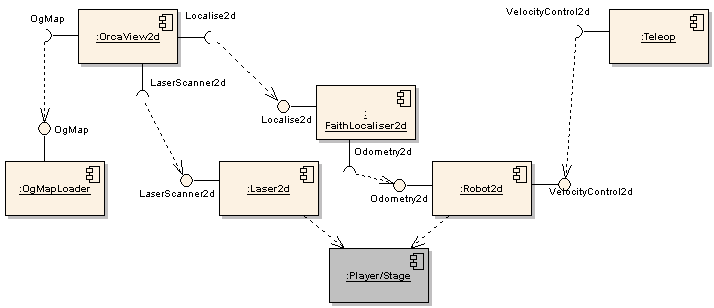 OgMap
Localise2d
VelocityControl2d
:OrcaView2d
:Teleop
LaserScanner2d
:
FaithLocaliser2d
Localise2d
OgMap
Odometry2d
:OgMapLoader
LaserScanner2d
:Laser2d
Odometry2d
:Robot2d
VelocityControl2d
:Player/Stage